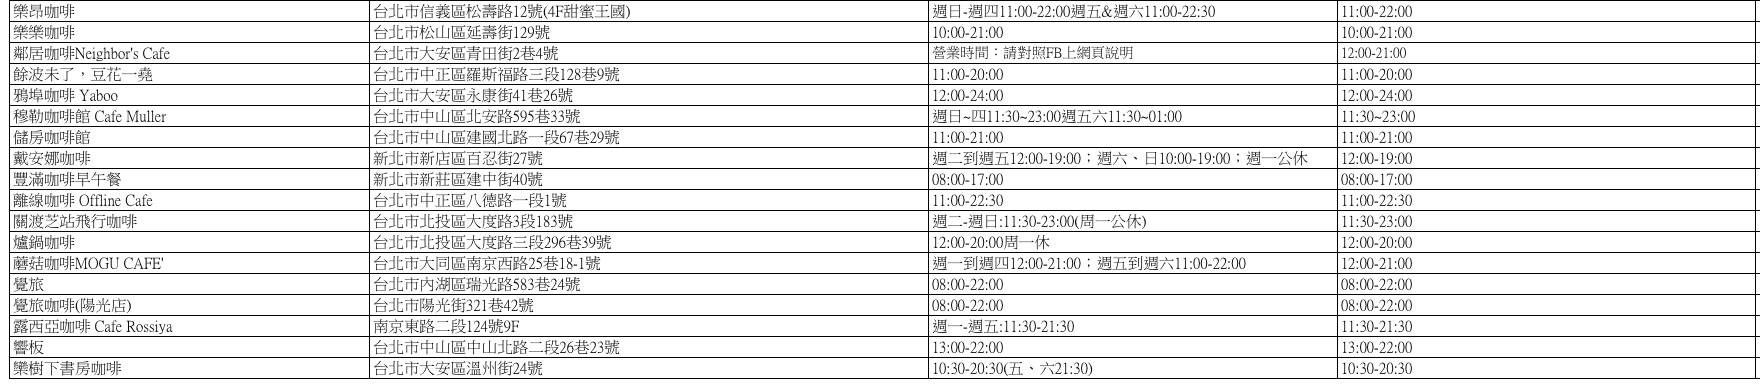 樂昂咖啡 台北市信義區松壽路12號(4F甜蜜王國) 週日-週四11:00-22:00週五&週六11:00-22:30 11:00-22:00
樂樂咖啡 台北市松山區延壽街129號 10:00-21:00 10:00-21:00
鄰居咖啡Neighbor's Cafe 台北市大安區青田街2巷4號 營業時間：請對照FB上網頁說明 12:00-21:00
餘波未了，豆花一堯 台北市中正區羅斯福路三段128巷9號 11:00-20:00 11:00-20:00
鴉埠咖啡 Yaboo 台北市大安區永康街41巷26號 12:00-24:00 12:00-24:00
穆勒咖啡館 Cafe Muller 台北市中山區北安路595巷33號 週日~四11:30~23:00週五六11:30~01:00 11:30~23:00
儲房咖啡館 台北市中山區建國北路一段67巷29號 11:00-21:00 11:00-21:00
戴安娜咖啡 新北市新店區百忍街27號 週二到週五12:00-19:00；週六、日10:00-19:00；週一公休 12:00-19:00
豐滿咖啡早午餐 新北市新莊區建中街40號 08:00-17:00 08:00-17:00
離線咖啡 Offline Cafe 台北市中正區八德路一段1號 11:00-22:30 11:00-22:30
關渡芝站飛行咖啡 台北市北投區大度路3段183號 週二-週日:11:30-23:00(周一公休) 11:30-23:00
爐鍋咖啡 台北市北投區大度路三段296巷39號 12:00-20:00周一休 12:00-20:00
蘑菇咖啡MOGU CAFE' 台北市大同區南京西路25巷18-1號 週一到週四12:00-21:00；週五到週六11:00-22:00 12:00-21:00
覺旅 台北市內湖區瑞光路583巷24號 08:00-22:00 08:00-22:00
覺旅咖啡(陽光店) 台北市陽光街321巷42號 08:00-22:00 08:00-22:00
露西亞咖啡 Cafe Rossiya 南京東路二段124號9F 週一-週五:11:30-21:30 11:30-21:30
響板 台北市中山區中山北路二段26巷23號 13:00-22:00 13:00-22:00
欒樹下書房咖啡 台北市大安區溫州街24號 10:30-20:30(五、六21:30) 10:30-20:30